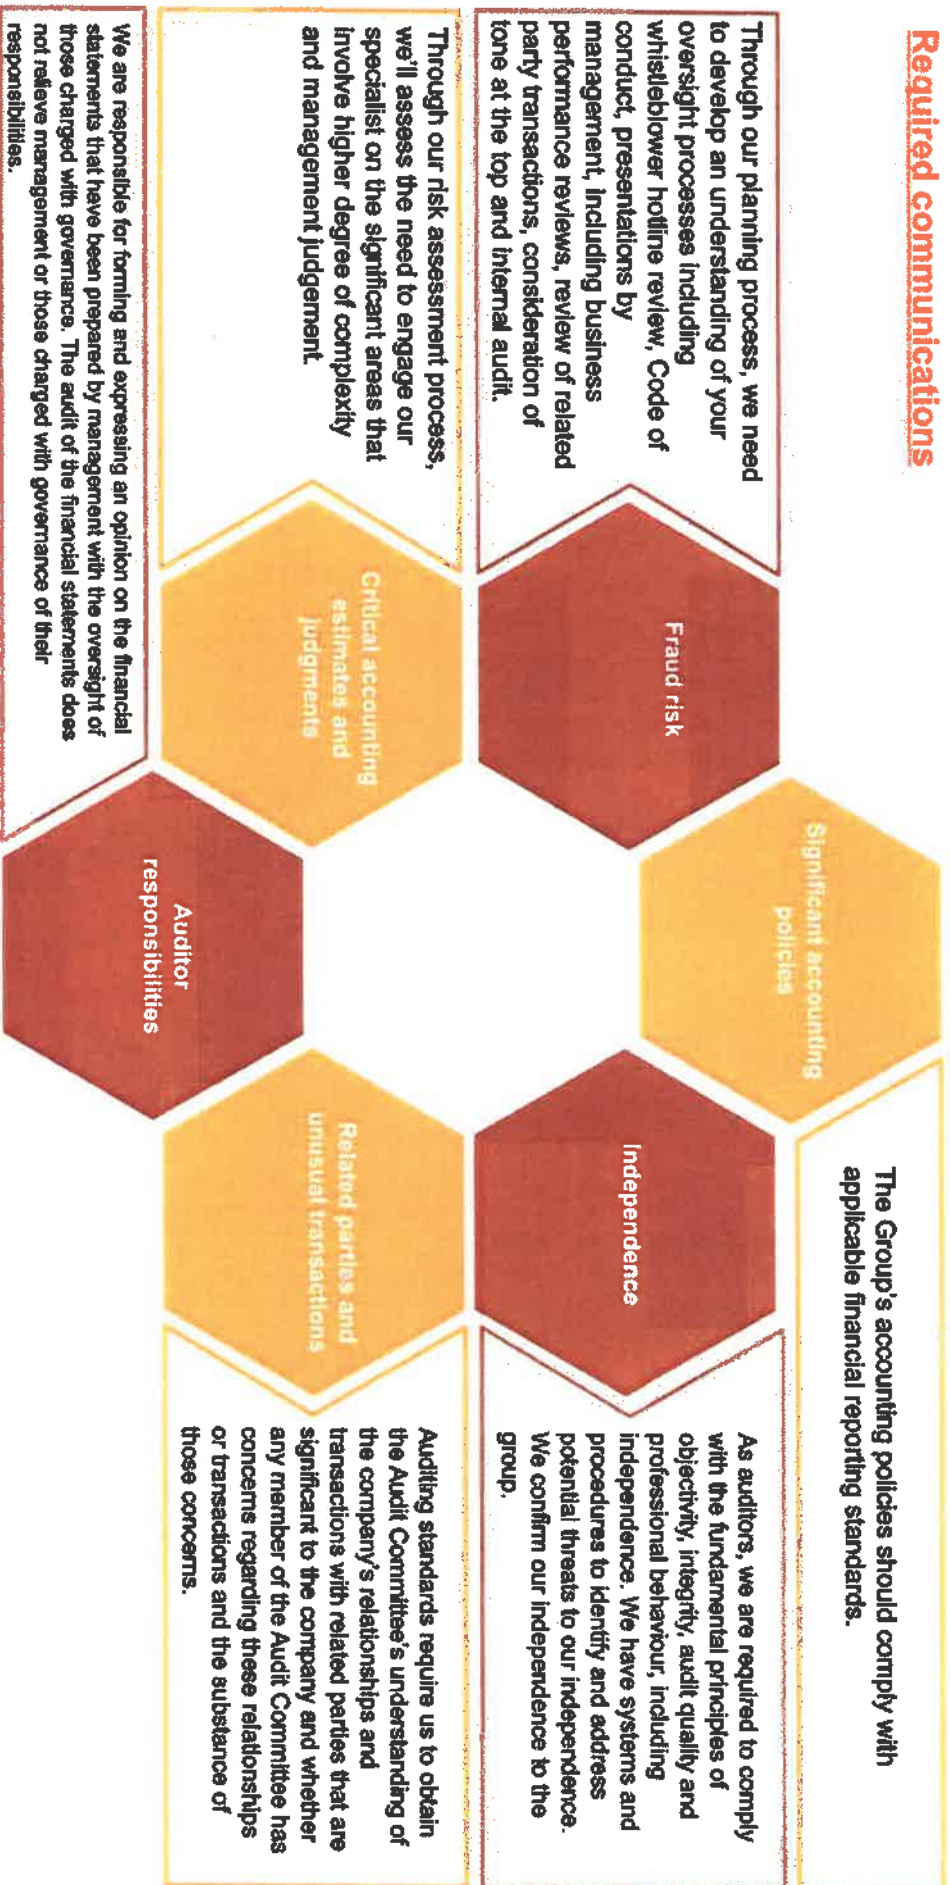 Required communications
Significant accounting
policies
The Group's accounting policies should comply with
applicable financial reporting standards.
Through our planning process, we need
to develop an understanding of your
oversight processes including
whistleblower hotline review, Code of
conduct, presentations by
management, including business
performance reviews, review of related
party transactions, consideration of
tone at the top and internal audit.
Fraud risk
Independence
As auditors, we are required to comply
with the fundamental principles of
objectivity, integrity, audit quality and
professional behaviour, including
independence. We have systems and
procedures to identify and address
potential threats to our independence.
We confirm our independence to the
group.
Through our risk assessment process,
we'll assess the need to engage our
specialist on the significant areas that
involve higher degree of complexity
and management judgement.
Critical accounting
estimates and
judgments
Related parties and
unusual transactions
Auditing standards require us to obtain
the Audit Committee's understanding of
the company's relationships and
transactions with related parties that are
significant to the company and whether
any member of the Audit Committee has
concerns regarding these relationships
or transactions and the substance of
those concerns.
We are responsible for forming and expressing an opinion on the financial
statements that have been prepared by management with the oversight of
those charged with governance. The audit of the financial statements does
not relieve management or those charged with governance of their
responsibilities.
Auditor
responsibilities